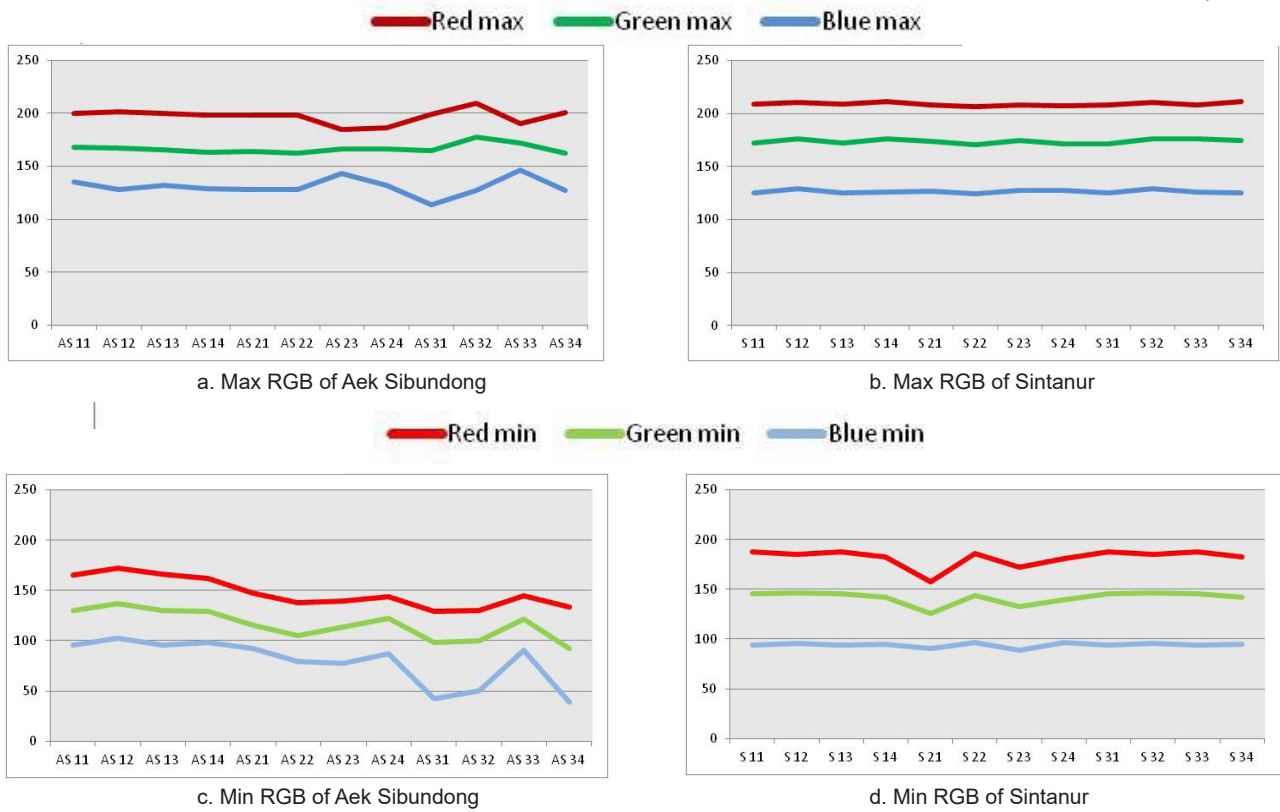 Red max Green max Blue max
250
200
150
100
50
0
AS 11 AS 12 AS 13 AS 14 AS 21 AS 22 AS 23 AS 24 AS 31 AS 32 AS 33 AS 34
a. Max RGB of Aek Sibundong
250
200
150
100
50
0
S 11 S 12 S 13 S 14 S 21 S 22 S 23 S 24 S 31 S 32 S 33 S 34
b. Max RGB of Sintanur
Red min Green min Blue min
250
200
150
100
50
0
AS 11 AS 12 AS 13 AS 14 AS 21 AS 22 AS 23 AS 24 AS 31 AS 32 AS 33 AS 34
c. Min RGB of Aek Sibundong
250
200
150
100
50
0
S 11 S 12 S 13 S 14 S 21 S 22 S 23 S 24 S 31 S 32 S 33 S 34
d. Min RGB of Sintanur